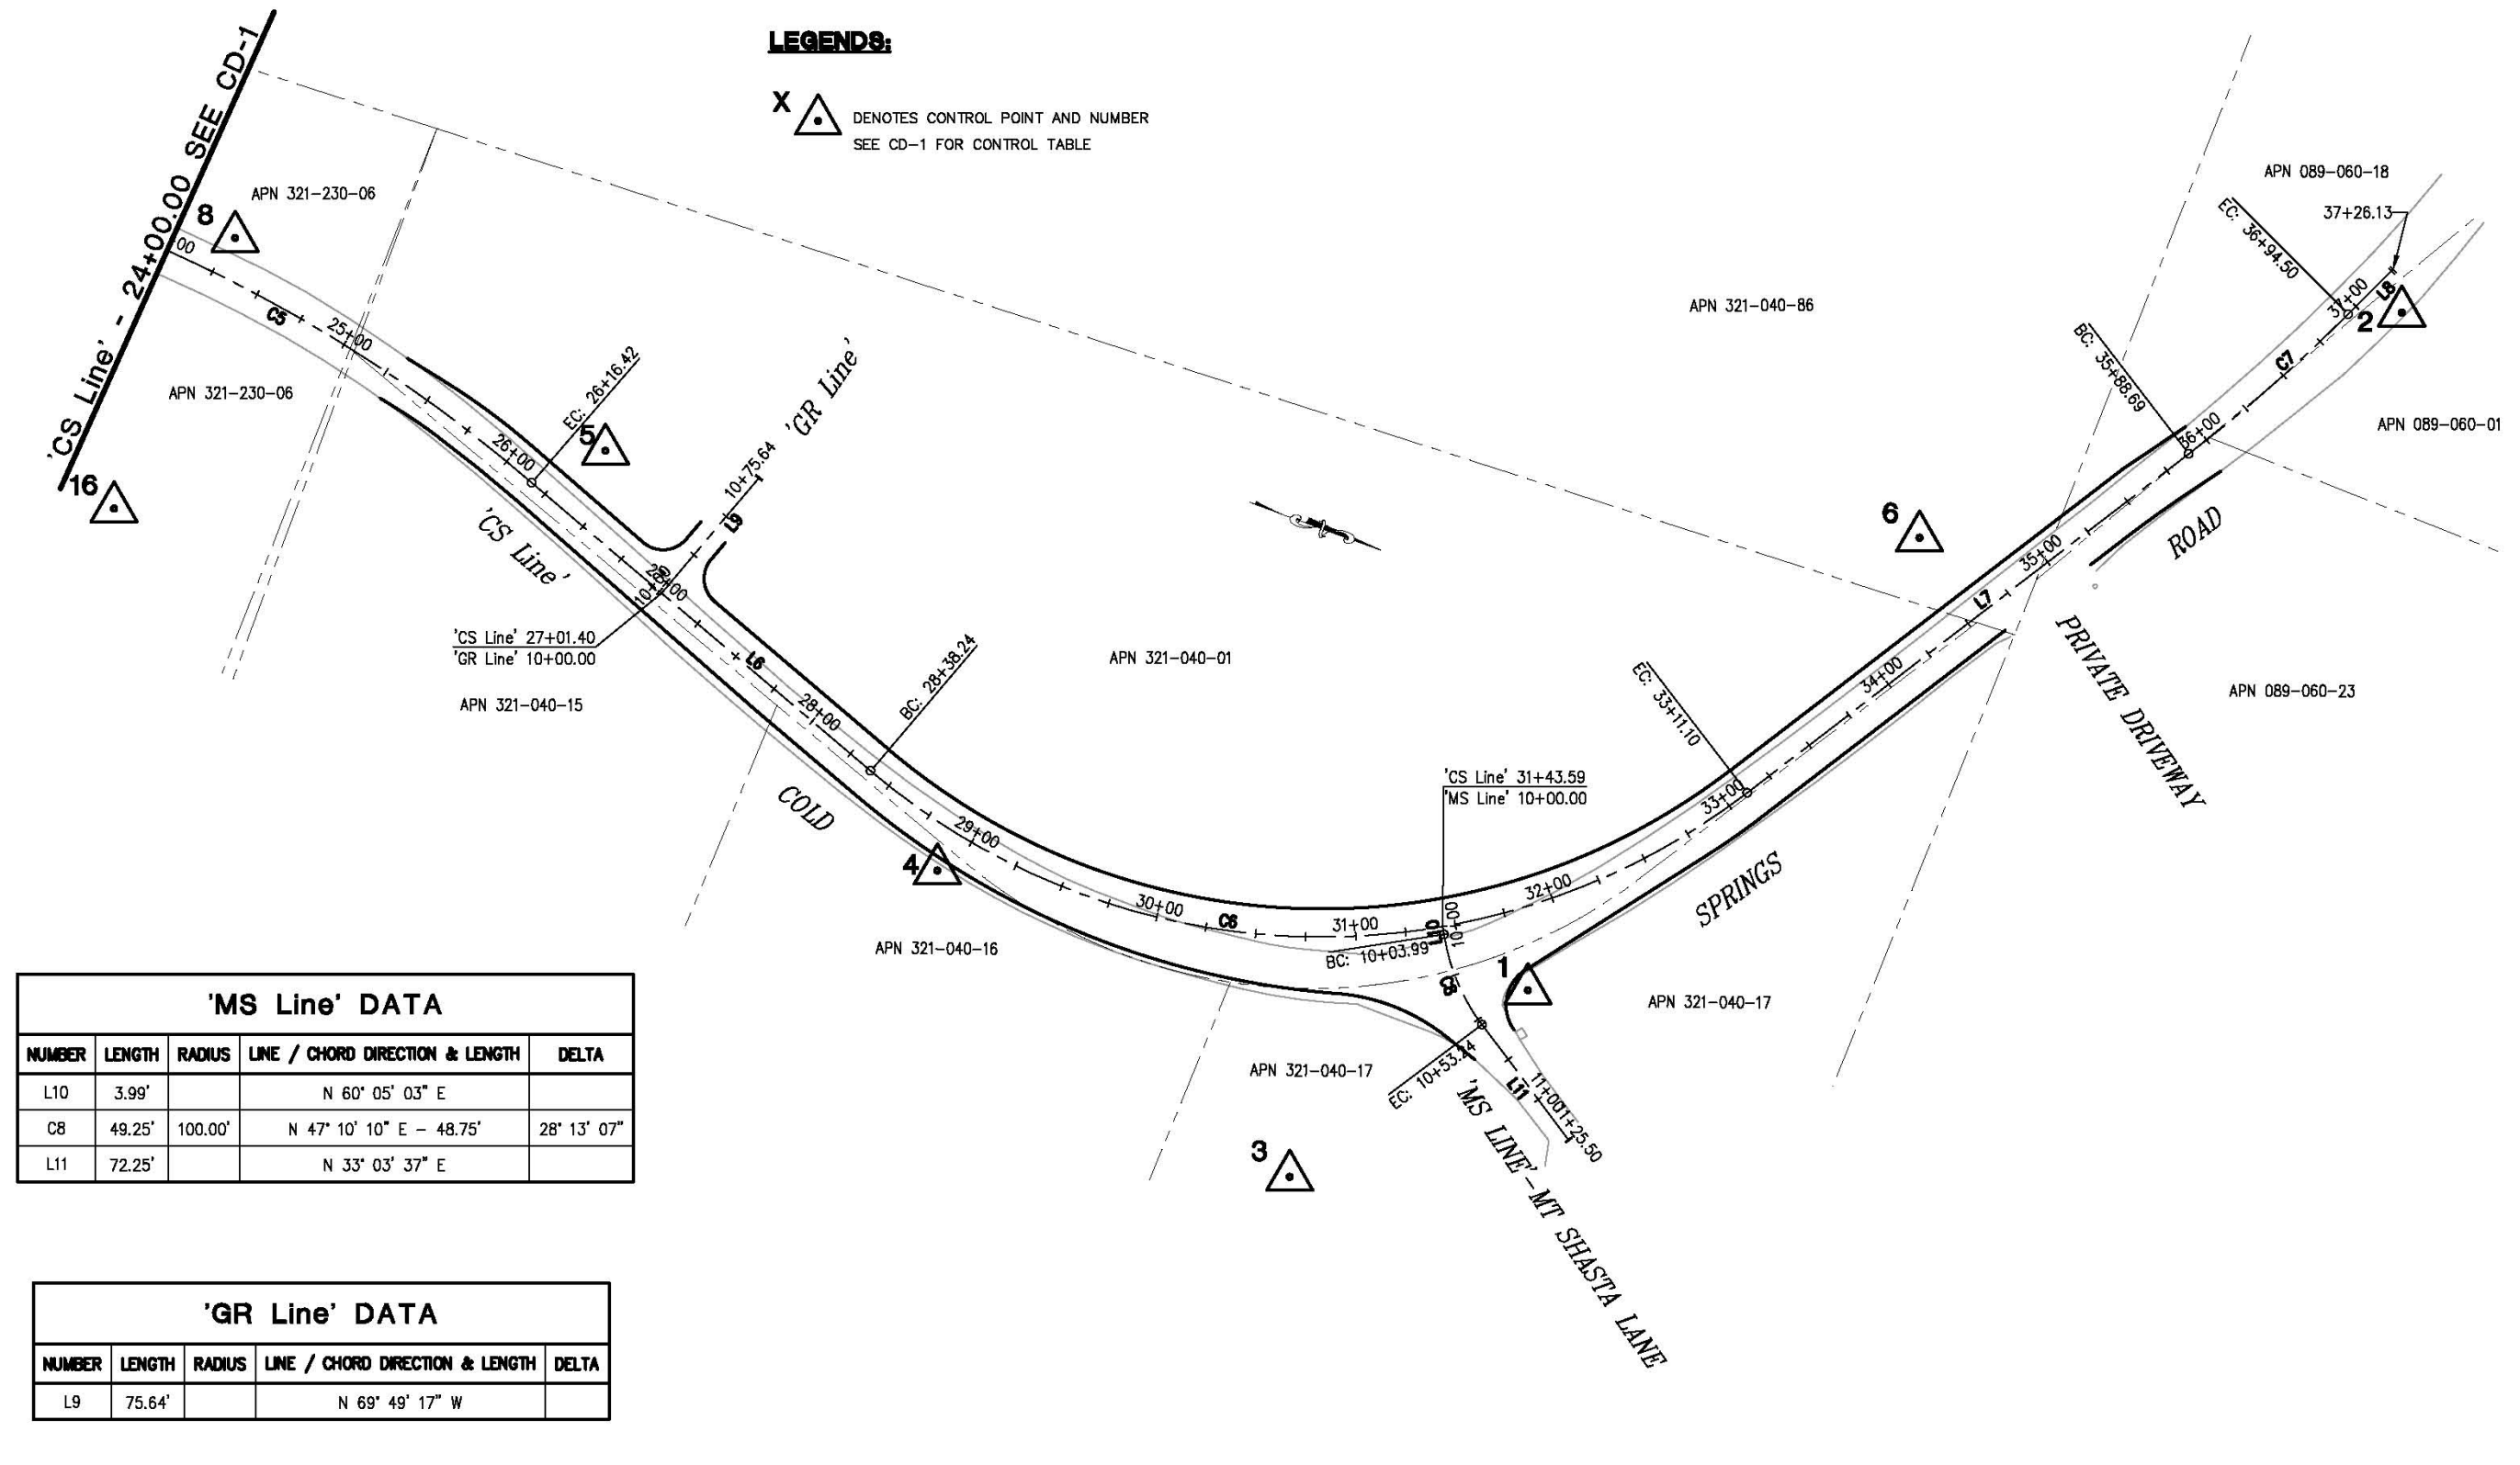 LEGENDS:
X
DENOTES CONTROL POINT AND NUMBER
SEE CD-1 FOR CONTROL TABLE
'CS Line' - 24+00.00 SEE CD-1
8
APN 321-230-06
00
C5
25+00
APN 321-230-06
16
26+00
EC: 26+16.42
5
'GR Line'
10+75.64
L9
'CS Line'
10+00
'CS Line' 27+01.40
'GR Line' 10+00.00
L6
APN 321-040-15
28+00
BC: 28+38.24
COLD
APN 321-040-01
29+00
4
30+00
C6
31+00
APN 321-040-16
'CS Line' 31+43.59
'MS Line' 10+00.00
L10
10+00
BC: 10+03.99
C8
32+00
1
33+00
EC: 33+11.10
SPRINGS
34+00
L7
35+00
6
ROAD
36+00
BC: 35+88.69
C7
EC: 36+94.50
37+00
L8
2
37+26.13
APN 089-060-18
APN 321-040-86
APN 089-060-01
PRIVATE DRIVEWAY
APN 089-060-23
APN 321-040-17
APN 321-040-17
EC: 10+53.24
L11
11+00
11+25.50
3
'MS LINE' - MT SHASTA LANE
'MS Line' DATA
NUMBER LENGTH RADIUS LINE / CHORD DIRECTION & LENGTH DELTA
L10 3.99' N 60° 05' 03" E
C8 49.25' 100.00' N 47° 10' 10" E - 48.75' 28° 13' 07"
L11 72.25' N 33° 03' 37" E
'GR Line' DATA
NUMBER LENGTH RADIUS LINE / CHORD DIRECTION & LENGTH DELTA
L9 75.64' N 69° 49' 17" W